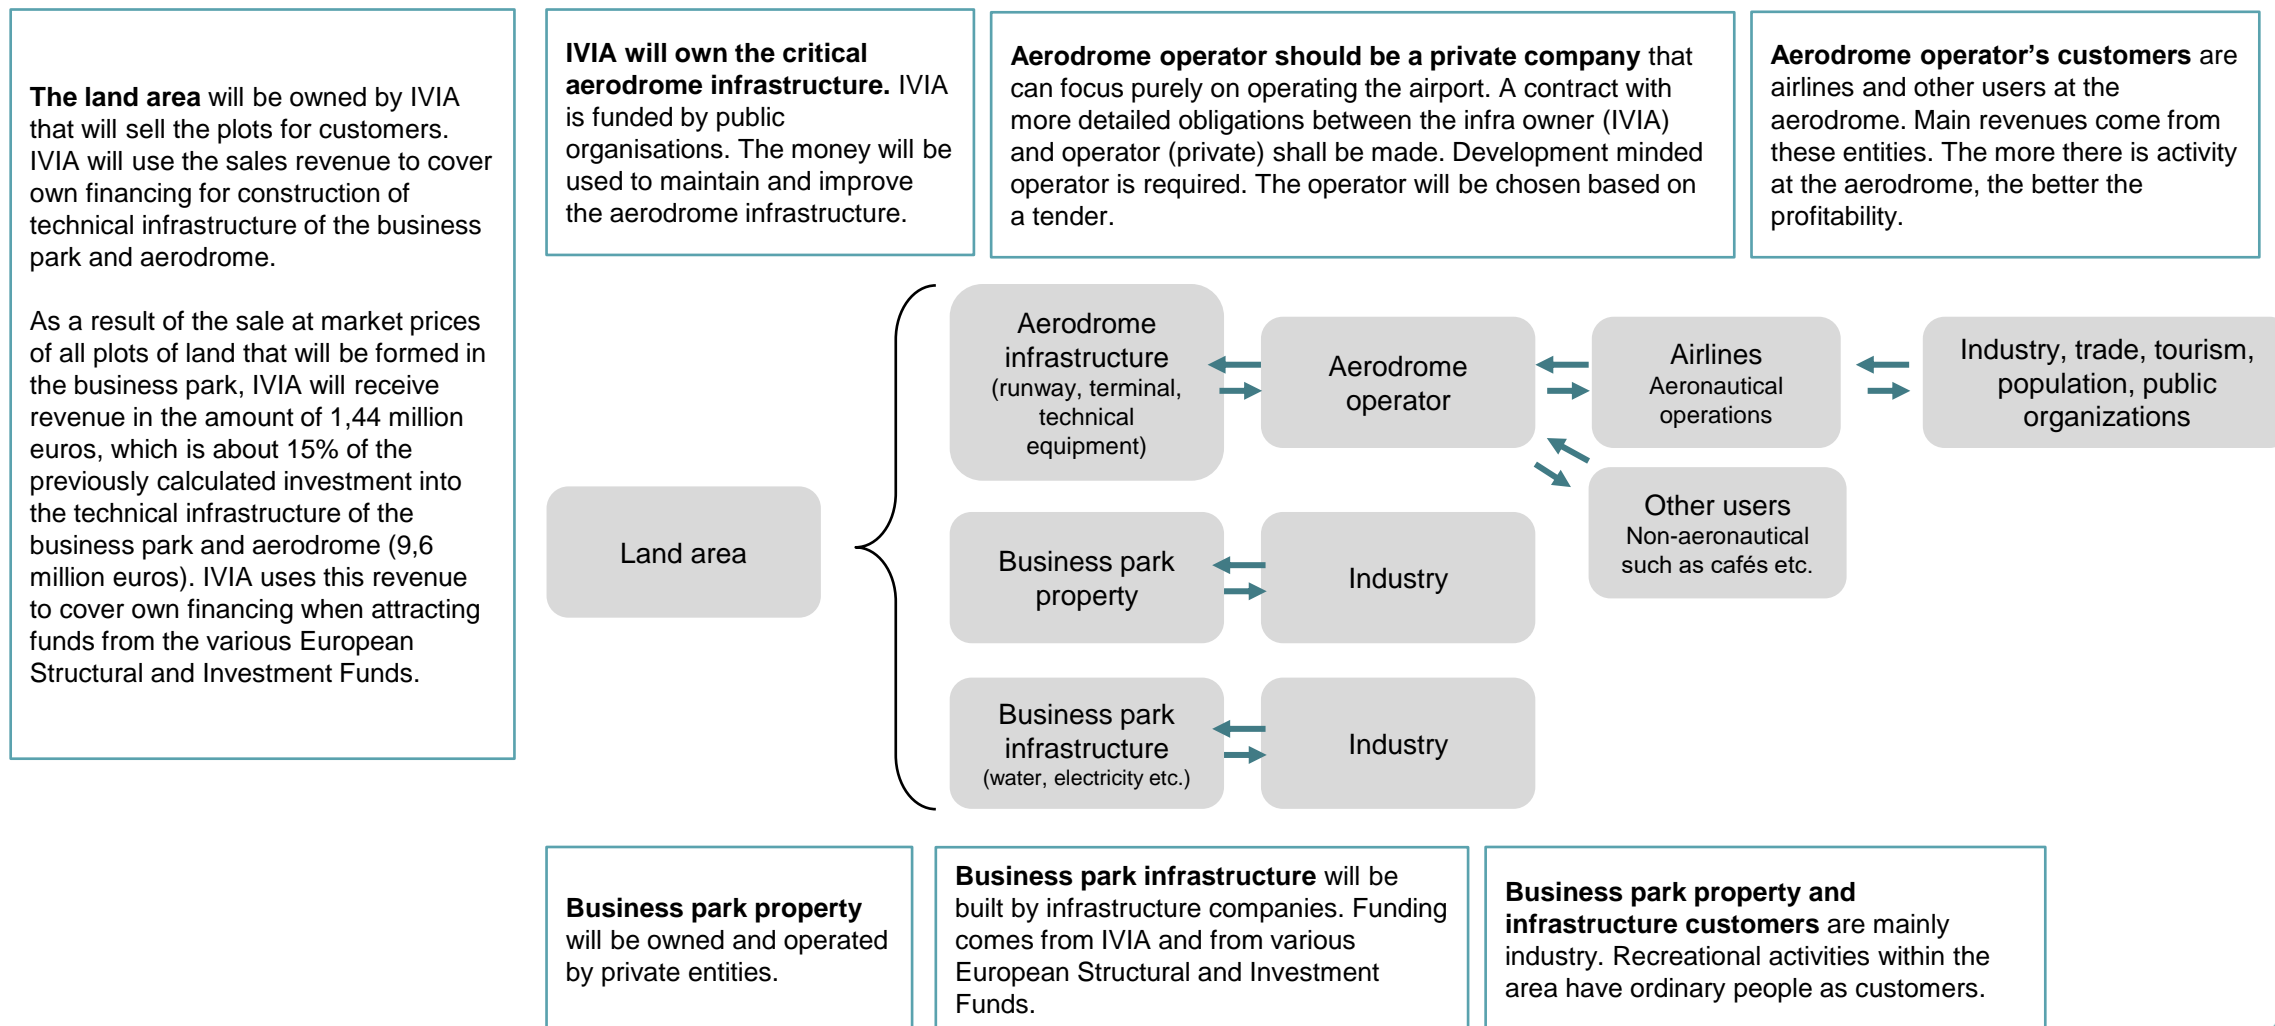 The land area will be owned by IVIA
that will sell the plots for customers.
IVIA will use the sales revenue to cover
own financing for construction of
technical infrastructure of the business
park and aerodrome.
As a result of the sale at market prices
of all plots of land that will be formed in
the business park, IVIA will receive
revenue in the amount of 1,44 million
euros, which is about 15% of the
previously calculated investment into
the technical infrastructure of the
business park and aerodrome (9,6
million euros). IVIA uses this revenue
to cover own financing when attracting
funds from the various European
Structural and Investment Funds.
IVIA will own the critical
aerodrome infrastructure. IVIA
is funded by public
organisations. The money will be
used to maintain and improve
the aerodrome infrastructure.
Aerodrome operator should be a private company that
can focus purely on operating the airport. A contract with
more detailed obligations between the infra owner (IVIA)
and operator (private) shall be made. Development minded
operator is required. The operator will be chosen based on
a tender.
Aerodrome operator’s customers are
airlines and other users at the
aerodrome. Main revenues come from
these entities. The more there is activity
at the aerodrome, the better the
profitability.
Land area
Aerodrome
infrastructure
(runway, terminal,
technical
equipment)
Aerodrome
operator
Airlines
Aeronautical
operations
Industry, trade, tourism,
population, public
organizations
Other users
Non-aeronautical
such as cafés etc.
Business park
property
Industry
Business park
infrastructure
(water, electricity etc.)
Industry
Business park property
will be owned and operated
by private entities.
Business park infrastructure will be
built by infrastructure companies. Funding
comes from IVIA and from various
European Structural and Investment
Funds.
Business park property and
infrastructure customers are mainly
industry. Recreational activities within the
area have ordinary people as customers.